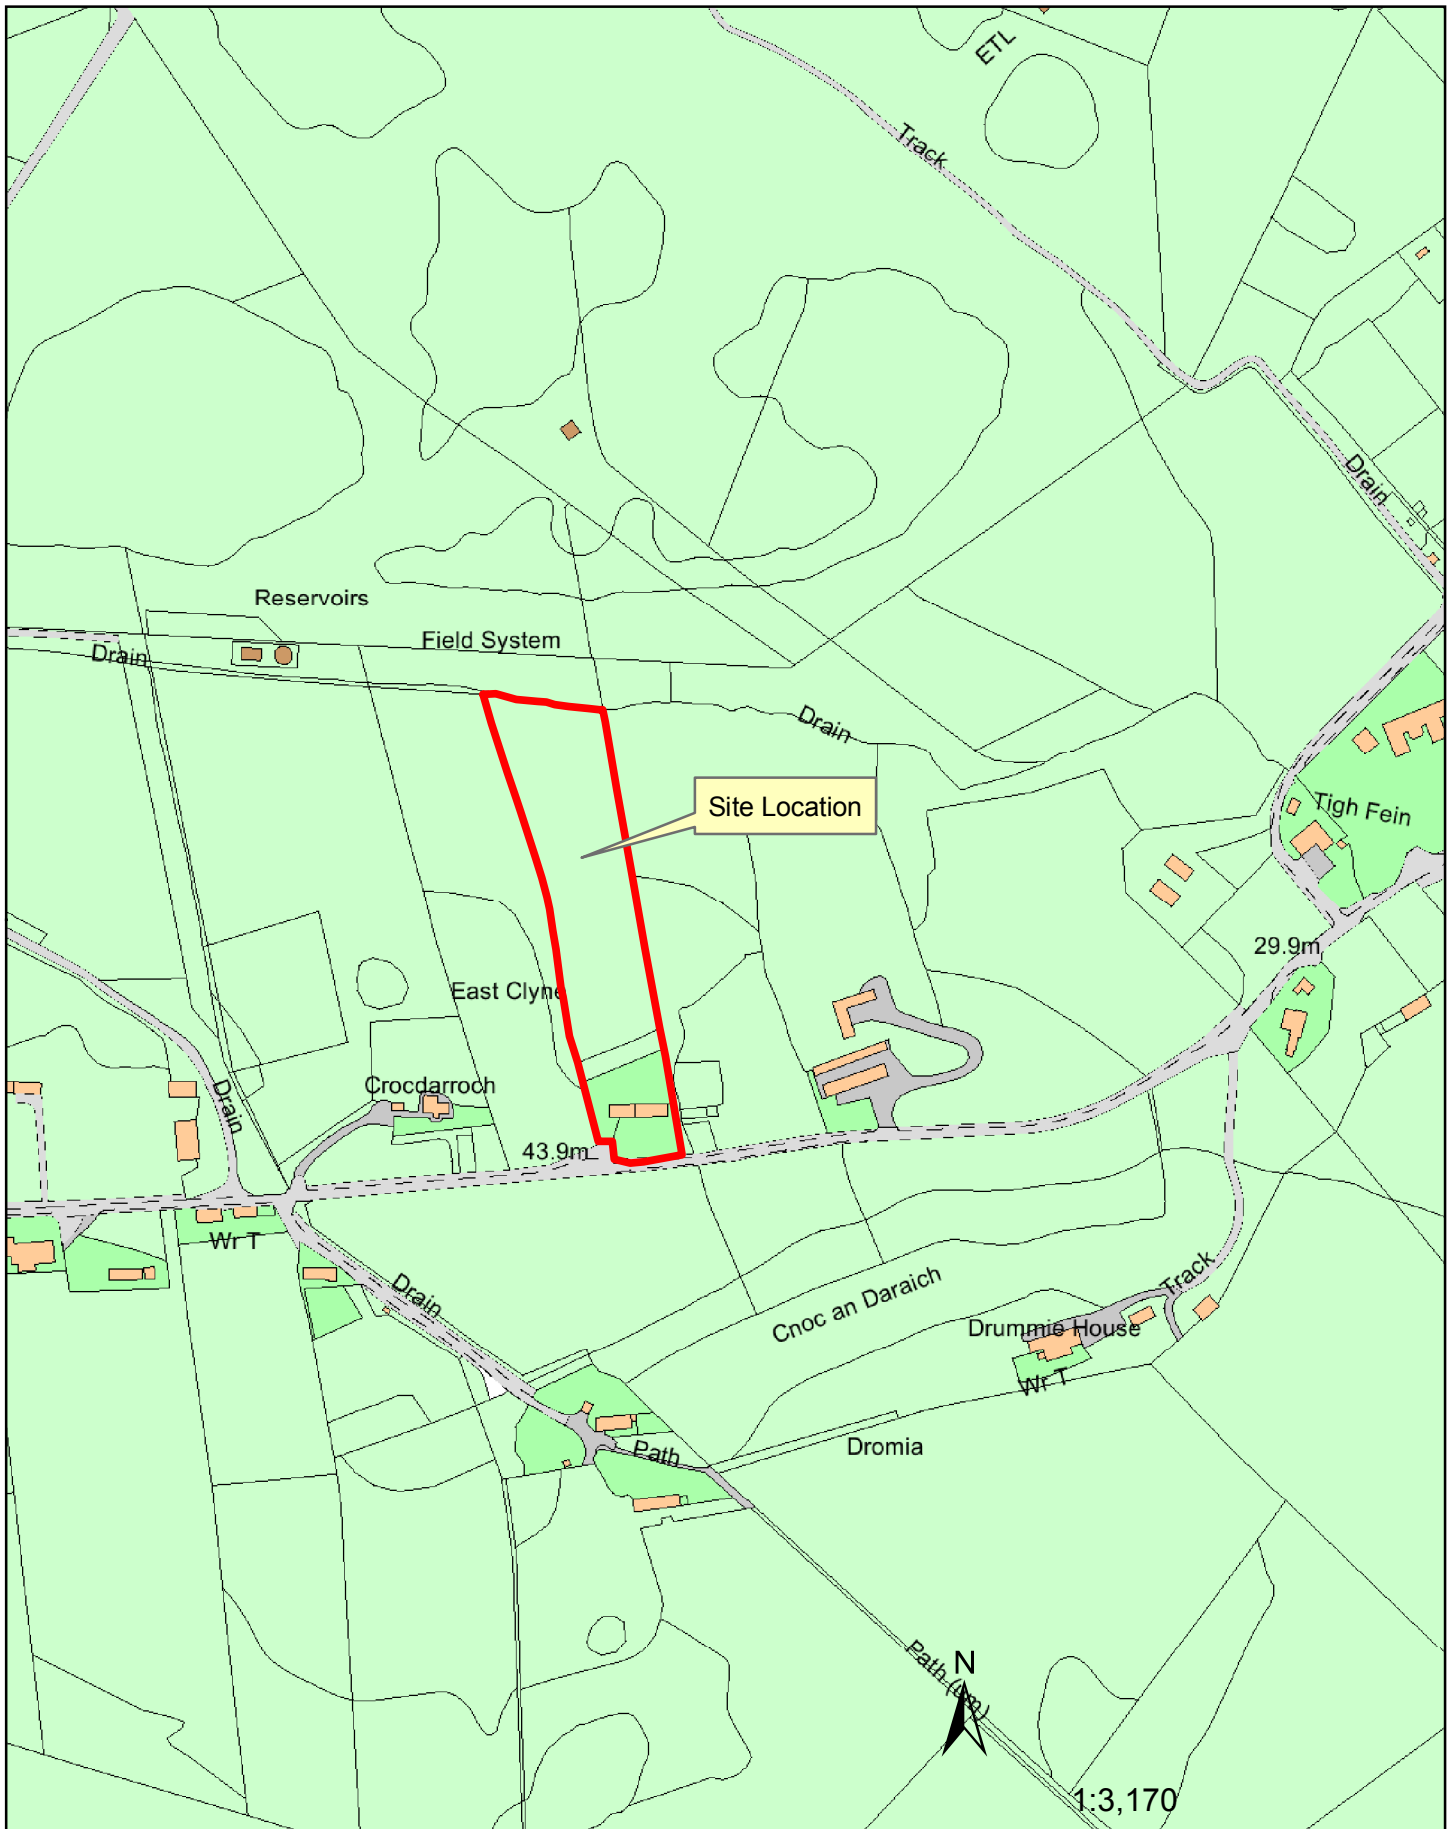 ETL
Track
Drain
Reservoirs
Field System
Drain
Drain
Site Location
Tigh Fein
29.9m
East Clyne
Crocdarroch
Drain
43.9m
Wr T
Drain
Cnoc an Daraich
Track
Drummie House
Wr T
Path
Dromia
Path (um)
N
1:3,170